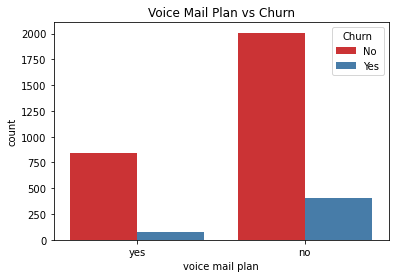 Voice Mail Plan vs Churn
Churn
No
Yes
2000
1750
1500
1250
1000
750
500
250
0
count
yes
no
voice mail plan